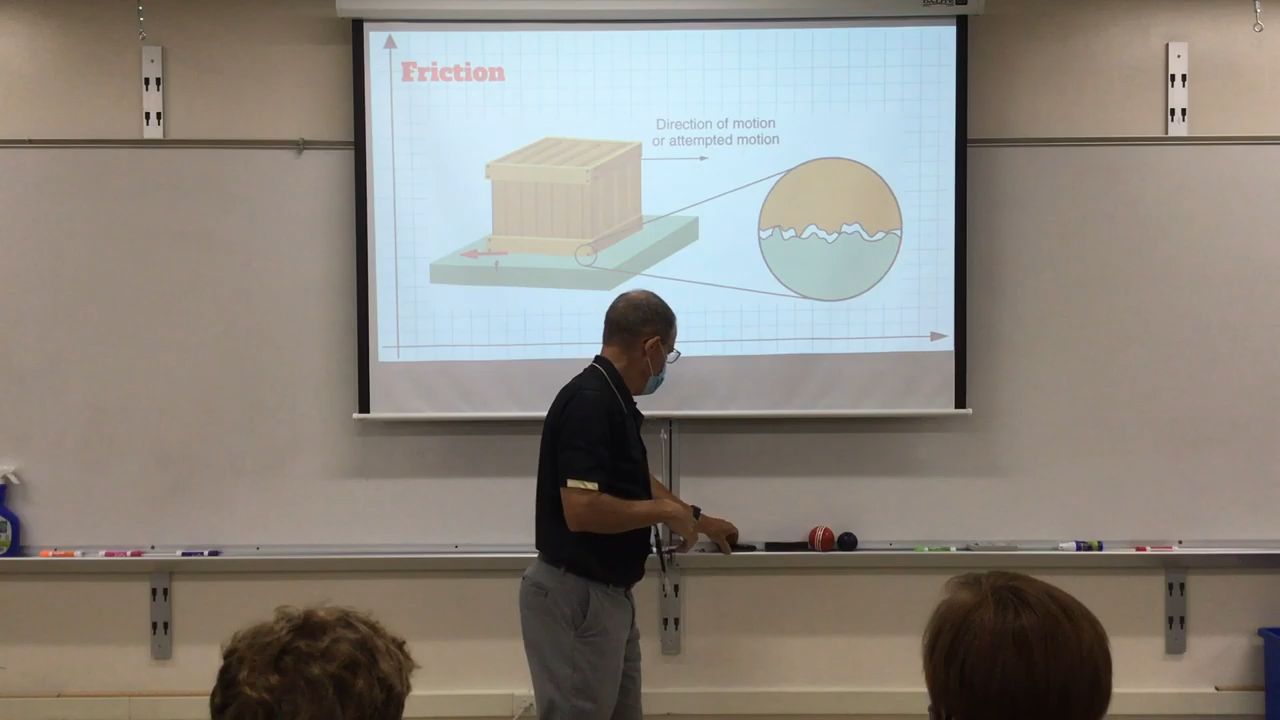 Friction
Direction of motion
or attempted motion
f